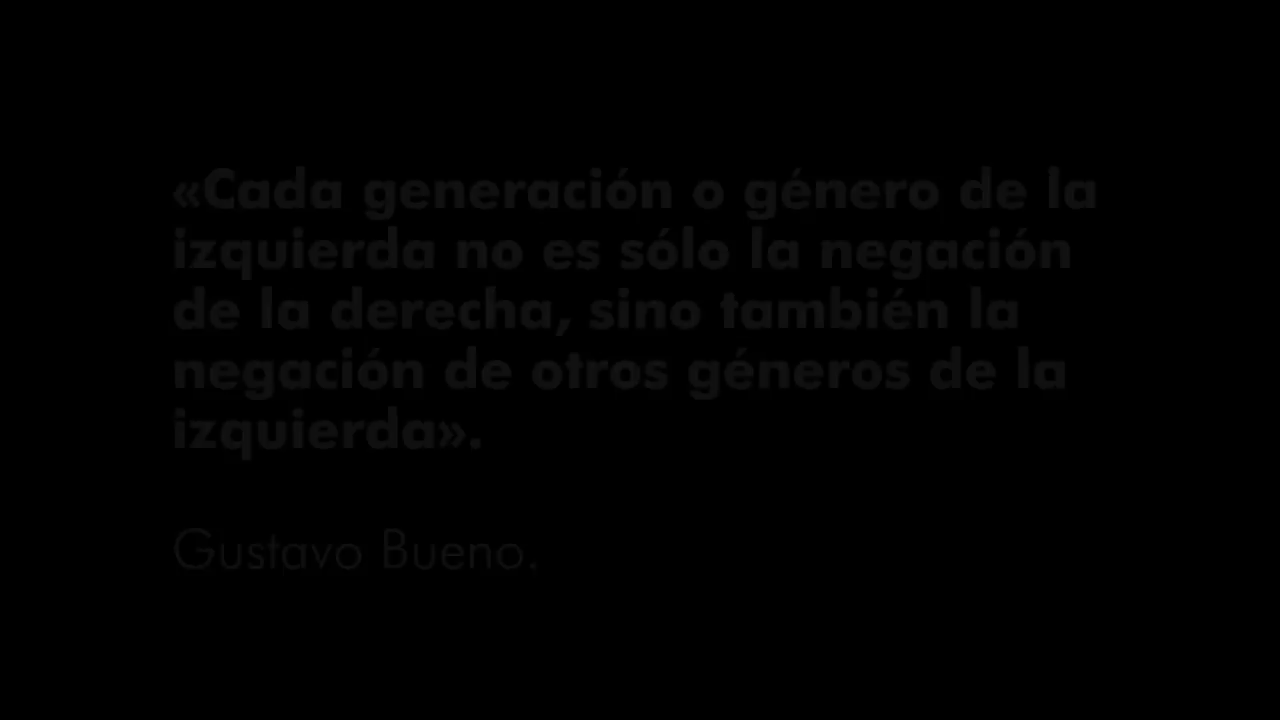 «Cada generación o género de la
izquierda no es sólo la negación
de la derecha, sino también la
negación de otros géneros de la
izquierda».
Gustavo Bueno.